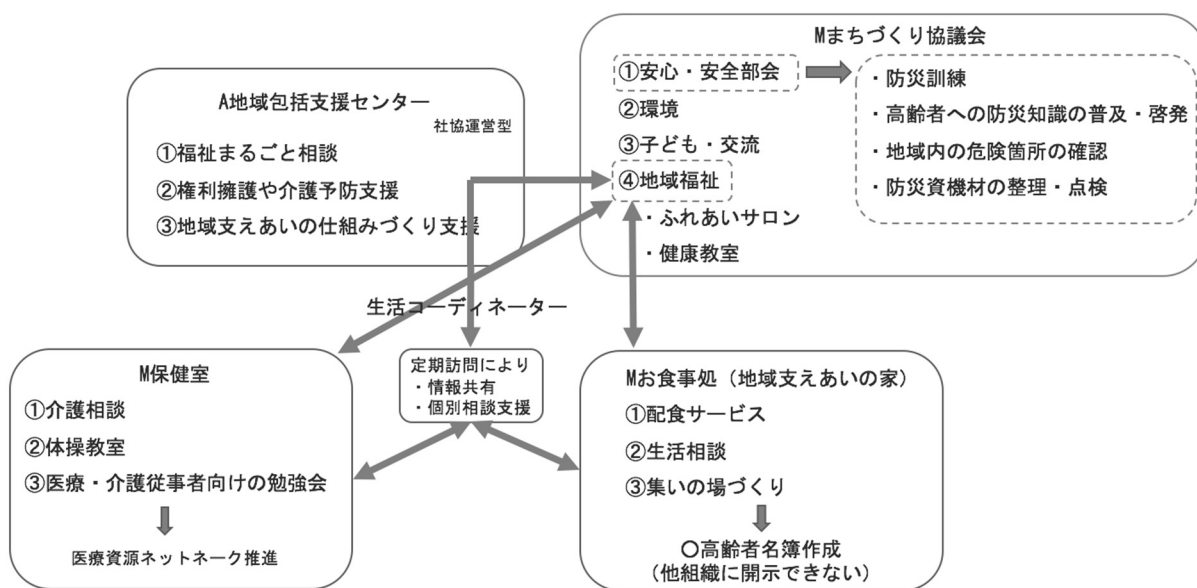 Mまちづくり協議会
①安心・安全部会
②環境
③子ども・交流
④地域福祉
・ふれあいサロン
・健康教室
・防災訓練
・高齢者への防災知識の普及・啓発
・地域内の危険箇所の確認
・防災資機材の整理・点検
A地域包括支援センター
社協運営型
①福祉まるごと相談
②権利擁護や介護予防支援
③地域支えあいの仕組みづくり支援
生活コーディネーター
M保健室
①介護相談
②体操教室
③医療・介護従事者向けの勉強会
医療資源ネットネーク推進
定期訪問により
・情報共有
・個別相談支援
Mお食事処（地域支えあいの家）
①配食サービス
②生活相談
③集いの場づくり
〇高齢者名簿作成
(他組織に開示できない)